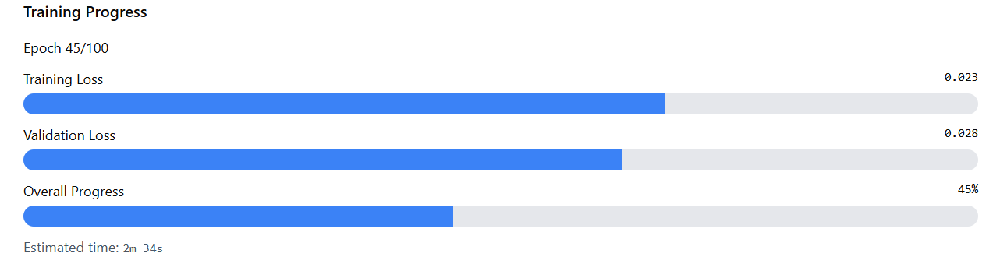 Training Progress
Epoch 45/100
Training Loss 0.023
Validation Loss 0.028
Overall Progress 45%
Estimated time: 2m 34s